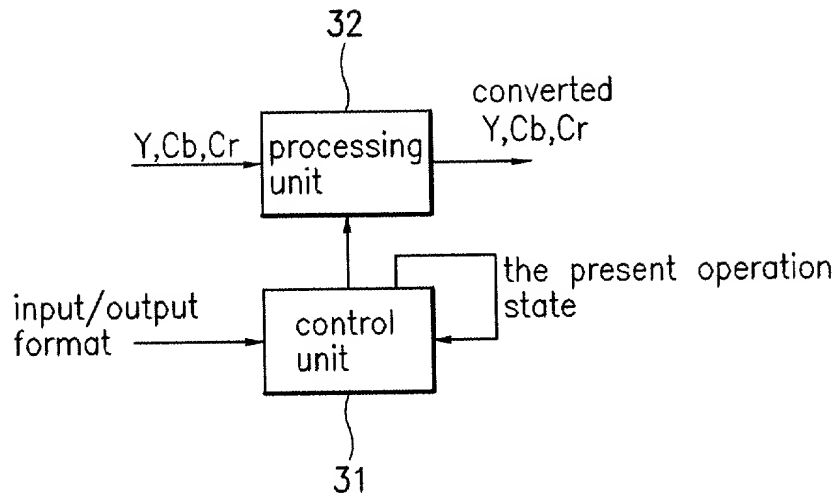 32
Y,Cb,Cr
processing
unit
converted
Y,Cb,Cr
input/output
format
control
unit
the present operation
state
31